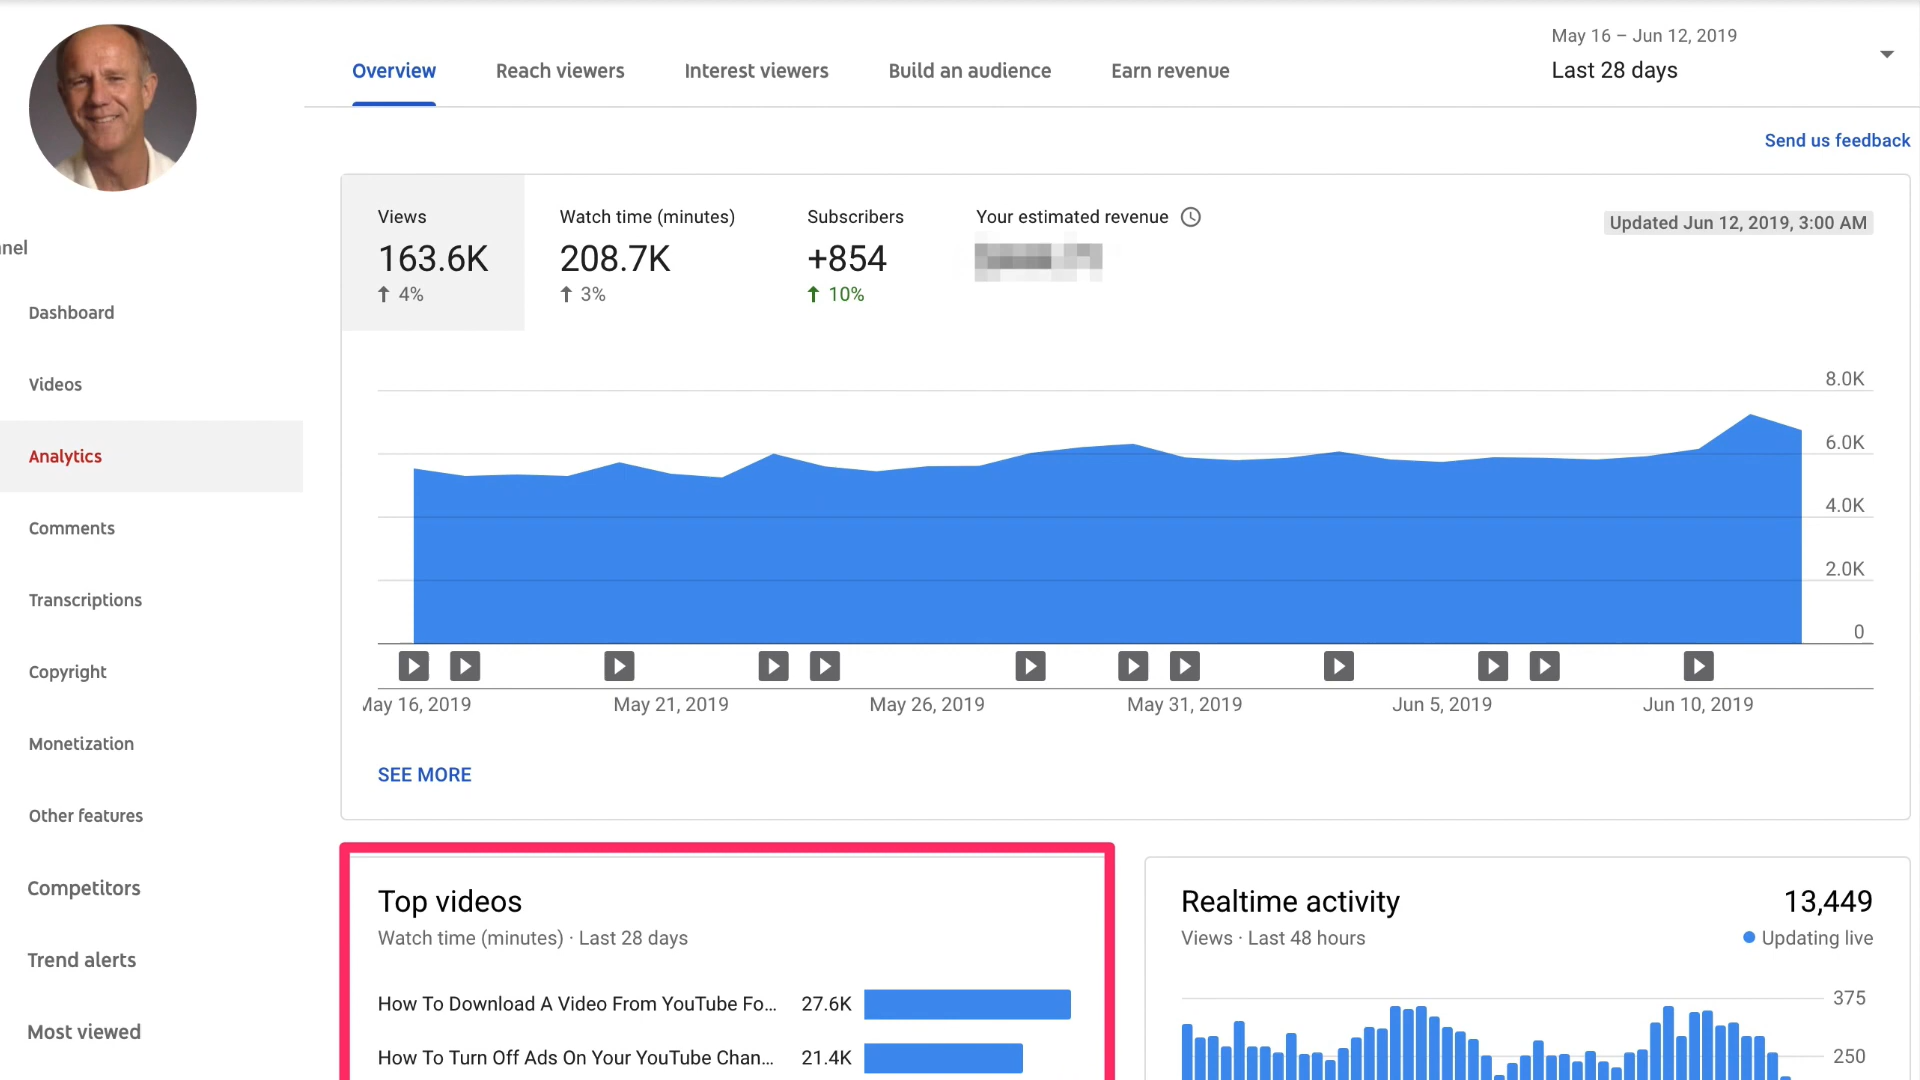 Overview
Reach viewers
Interest viewers
Build an audience
Earn revenue
May 16 – Jun 12, 2019
Last 28 days
Send us feedback
nel
Dashboard
Videos
Analytics
Comments
Transcriptions
Copyright
Monetization
Other features
Competitors
Trend alerts
Most viewed
Views
163.6K
4%
Watch time (minutes)
208.7K
3%
Subscribers
+854
10%
Your estimated revenue
Updated Jun 12, 2019, 3:00 AM
8.0K
6.0K
4.0K
2.0K
0
May 16, 2019
May 21, 2019
May 26, 2019
May 31, 2019
Jun 5, 2019
Jun 10, 2019
SEE MORE
Top videos
Watch time (minutes) · Last 28 days
How To Download A Video From YouTube Fo... 27.6K
How To Turn Off Ads On Your YouTube Chan... 21.4K
Realtime activity
13,449
Views · Last 48 hours
Updating live
375
250